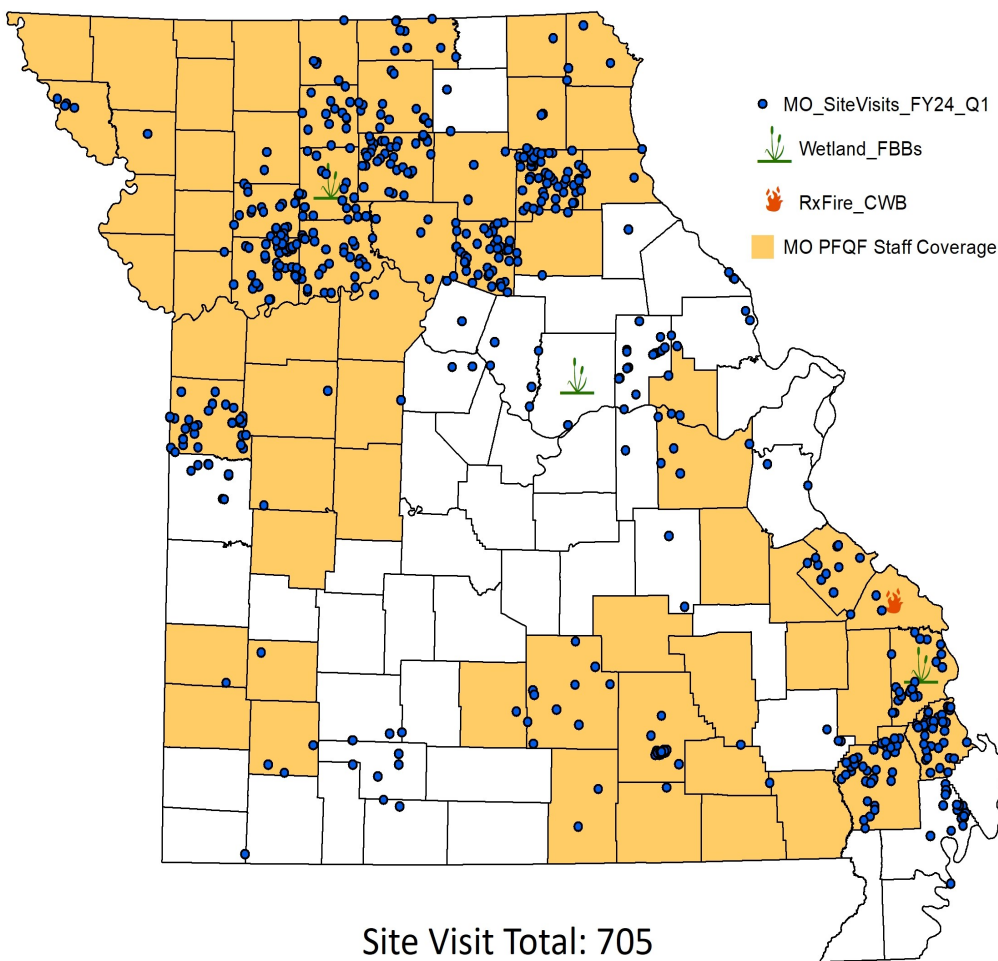 MO_SiteVisits_FY24_Q1
Wetland_FBBs
RxFire_CWB
MO PFQF Staff Coverage
Site Visit Total: 705